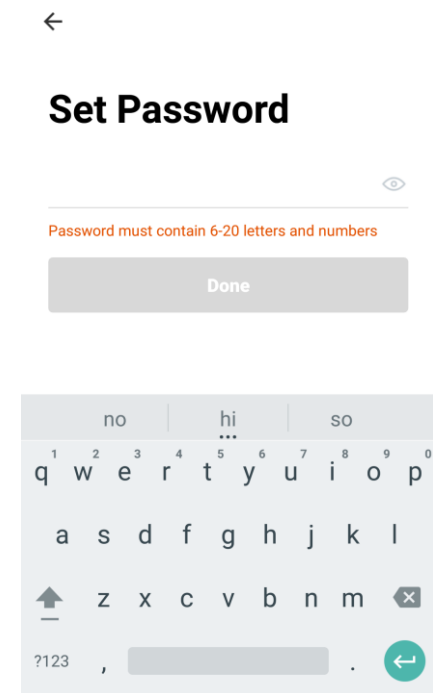 Set Password
Password must contain 6-20 letters and numbers
Done
no hi so
1 2 3 4 5 6 7 8 9 0
q w e r t y u i o p
a s d f g h j k l
z x c v b n m
?123 , .